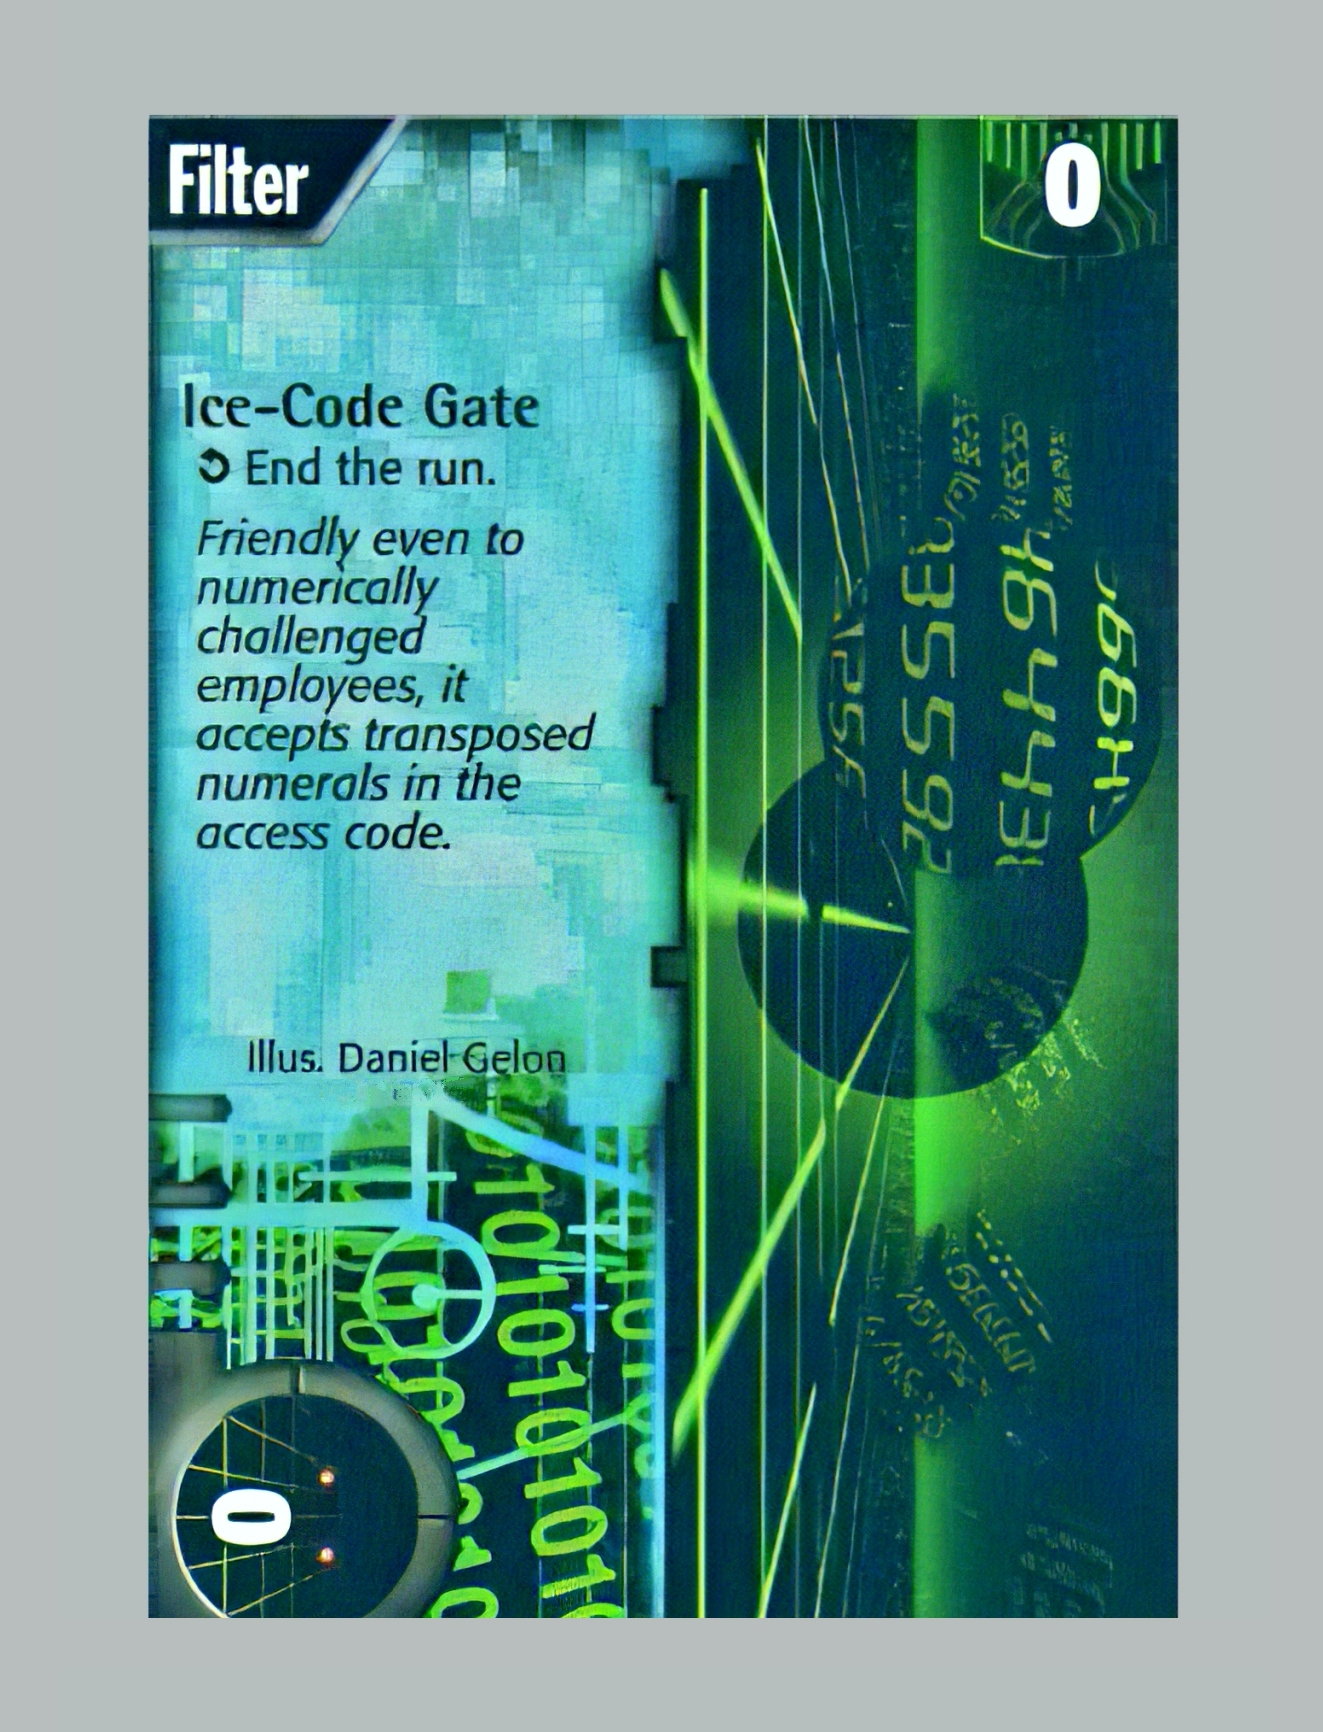 Filter
0
Ice-Code Gate
End the run.
Friendly even to
numerically
challenged
employees, it
accepts transposed
numerals in the
access code.
Illus. Daniel Gelon
0